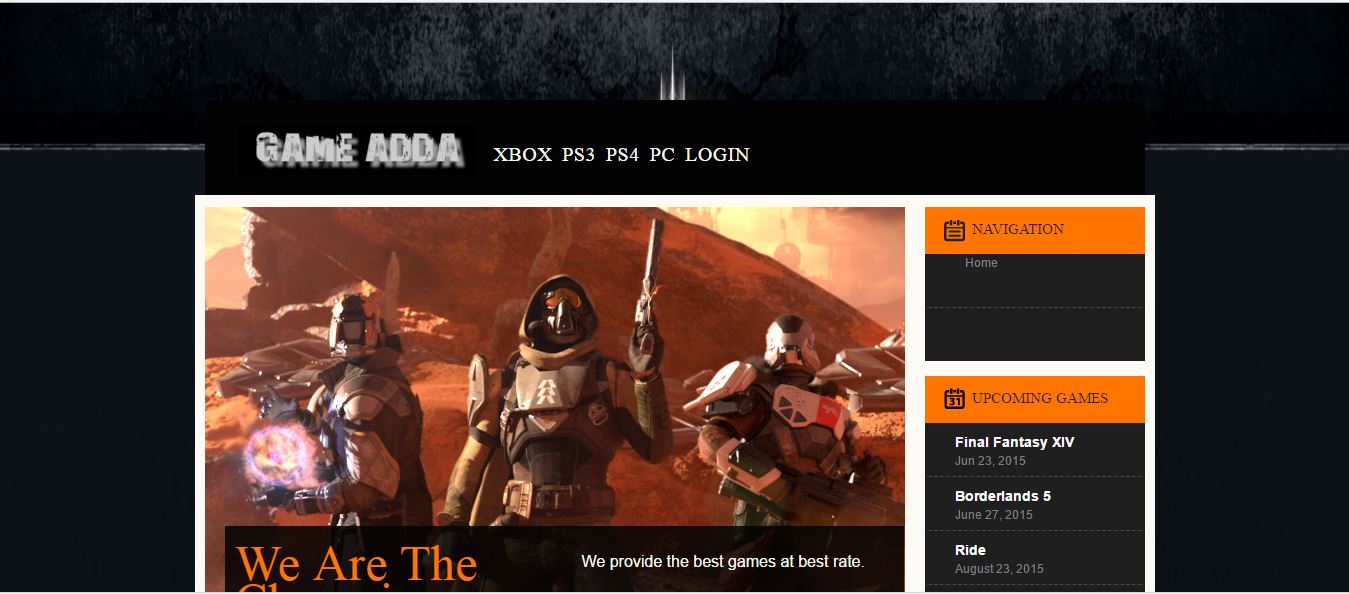 GAME ADDA
XBOX PS3 PS4 PC LOGIN
We Are The
We provide the best games at best rate.
NAVIGATION
Home
31 UPCOMING GAMES
Final Fantasy XIV
Jun 23, 2015
Borderlands 5
June 27, 2015
Ride
August 23, 2015